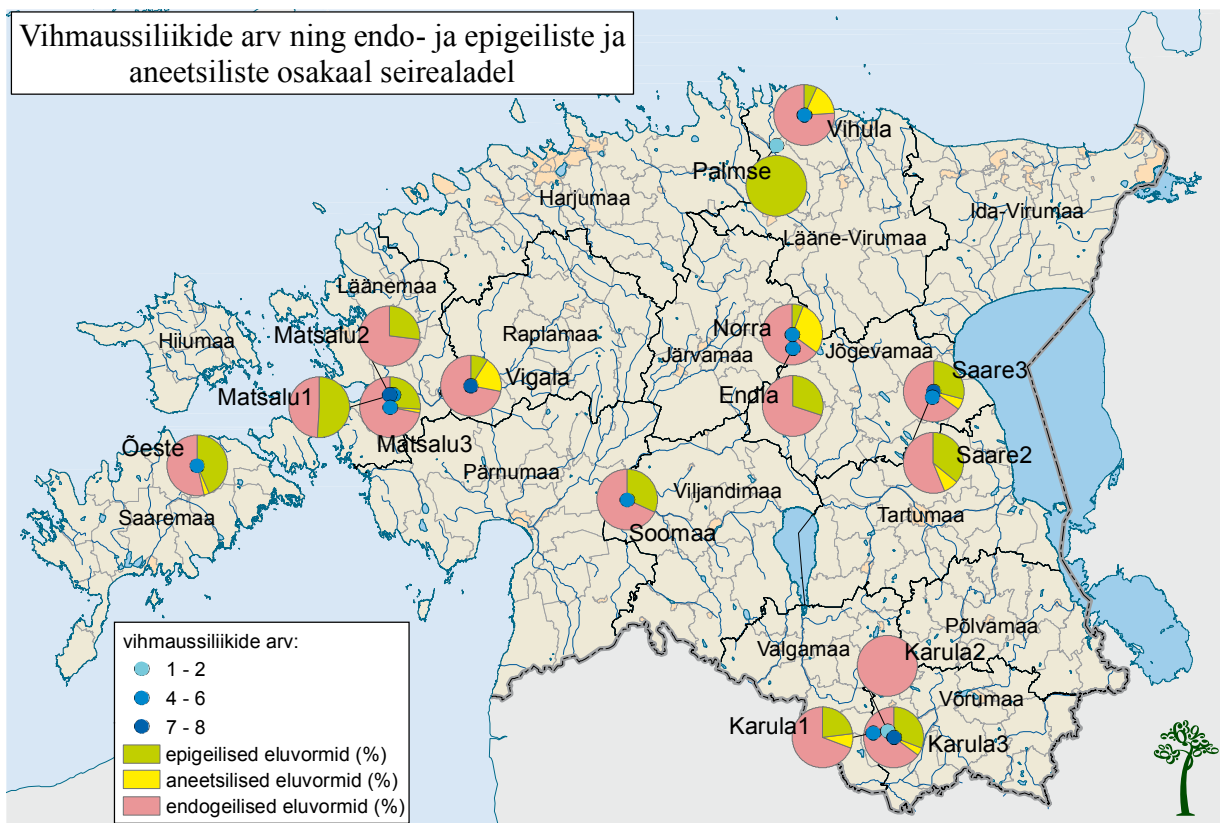 Vihmaussiliikide arv ning endo- ja epigeiliste ja
aneetsiliste osakaal seirealadel
Vihula
Palmse
Harjumaa
Ida-Virumaa
Lääne-Virumaa
Läänemaa
Matsalu2
Raplamaa
Norra
Järvamaa
Jõgevamaa
Hiiumaa
Vigala
Saare3
Matsalu1
Endla
Matsalu3
Õeste
Saare2
Pärnumaa
Viljandimaa
Saaremaa
Soomaa
Tartumaa
Põlvamaa
Valgamaa
Karula2
Võrumaa
Karula1
Karula3
vihmaussiliikide arv:
1 - 2
4 - 6
7 - 8
epigeilised eluvormid (%)
aneetsilised eluvormid (%)
endogeilised eluvormid (%)